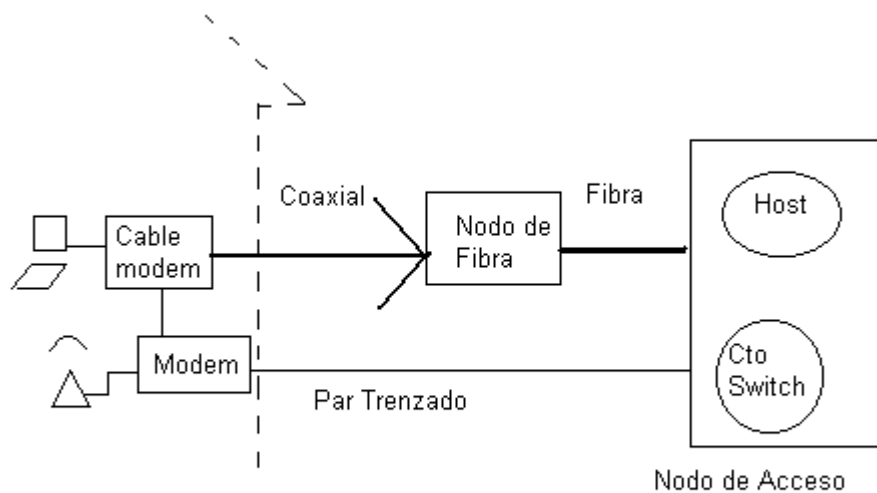 Coaxial
Fibra
Host
Nodo de
Fibra
Cable
modem
Modem
Cto
Switch
Par Trenzado
Nodo de Acceso